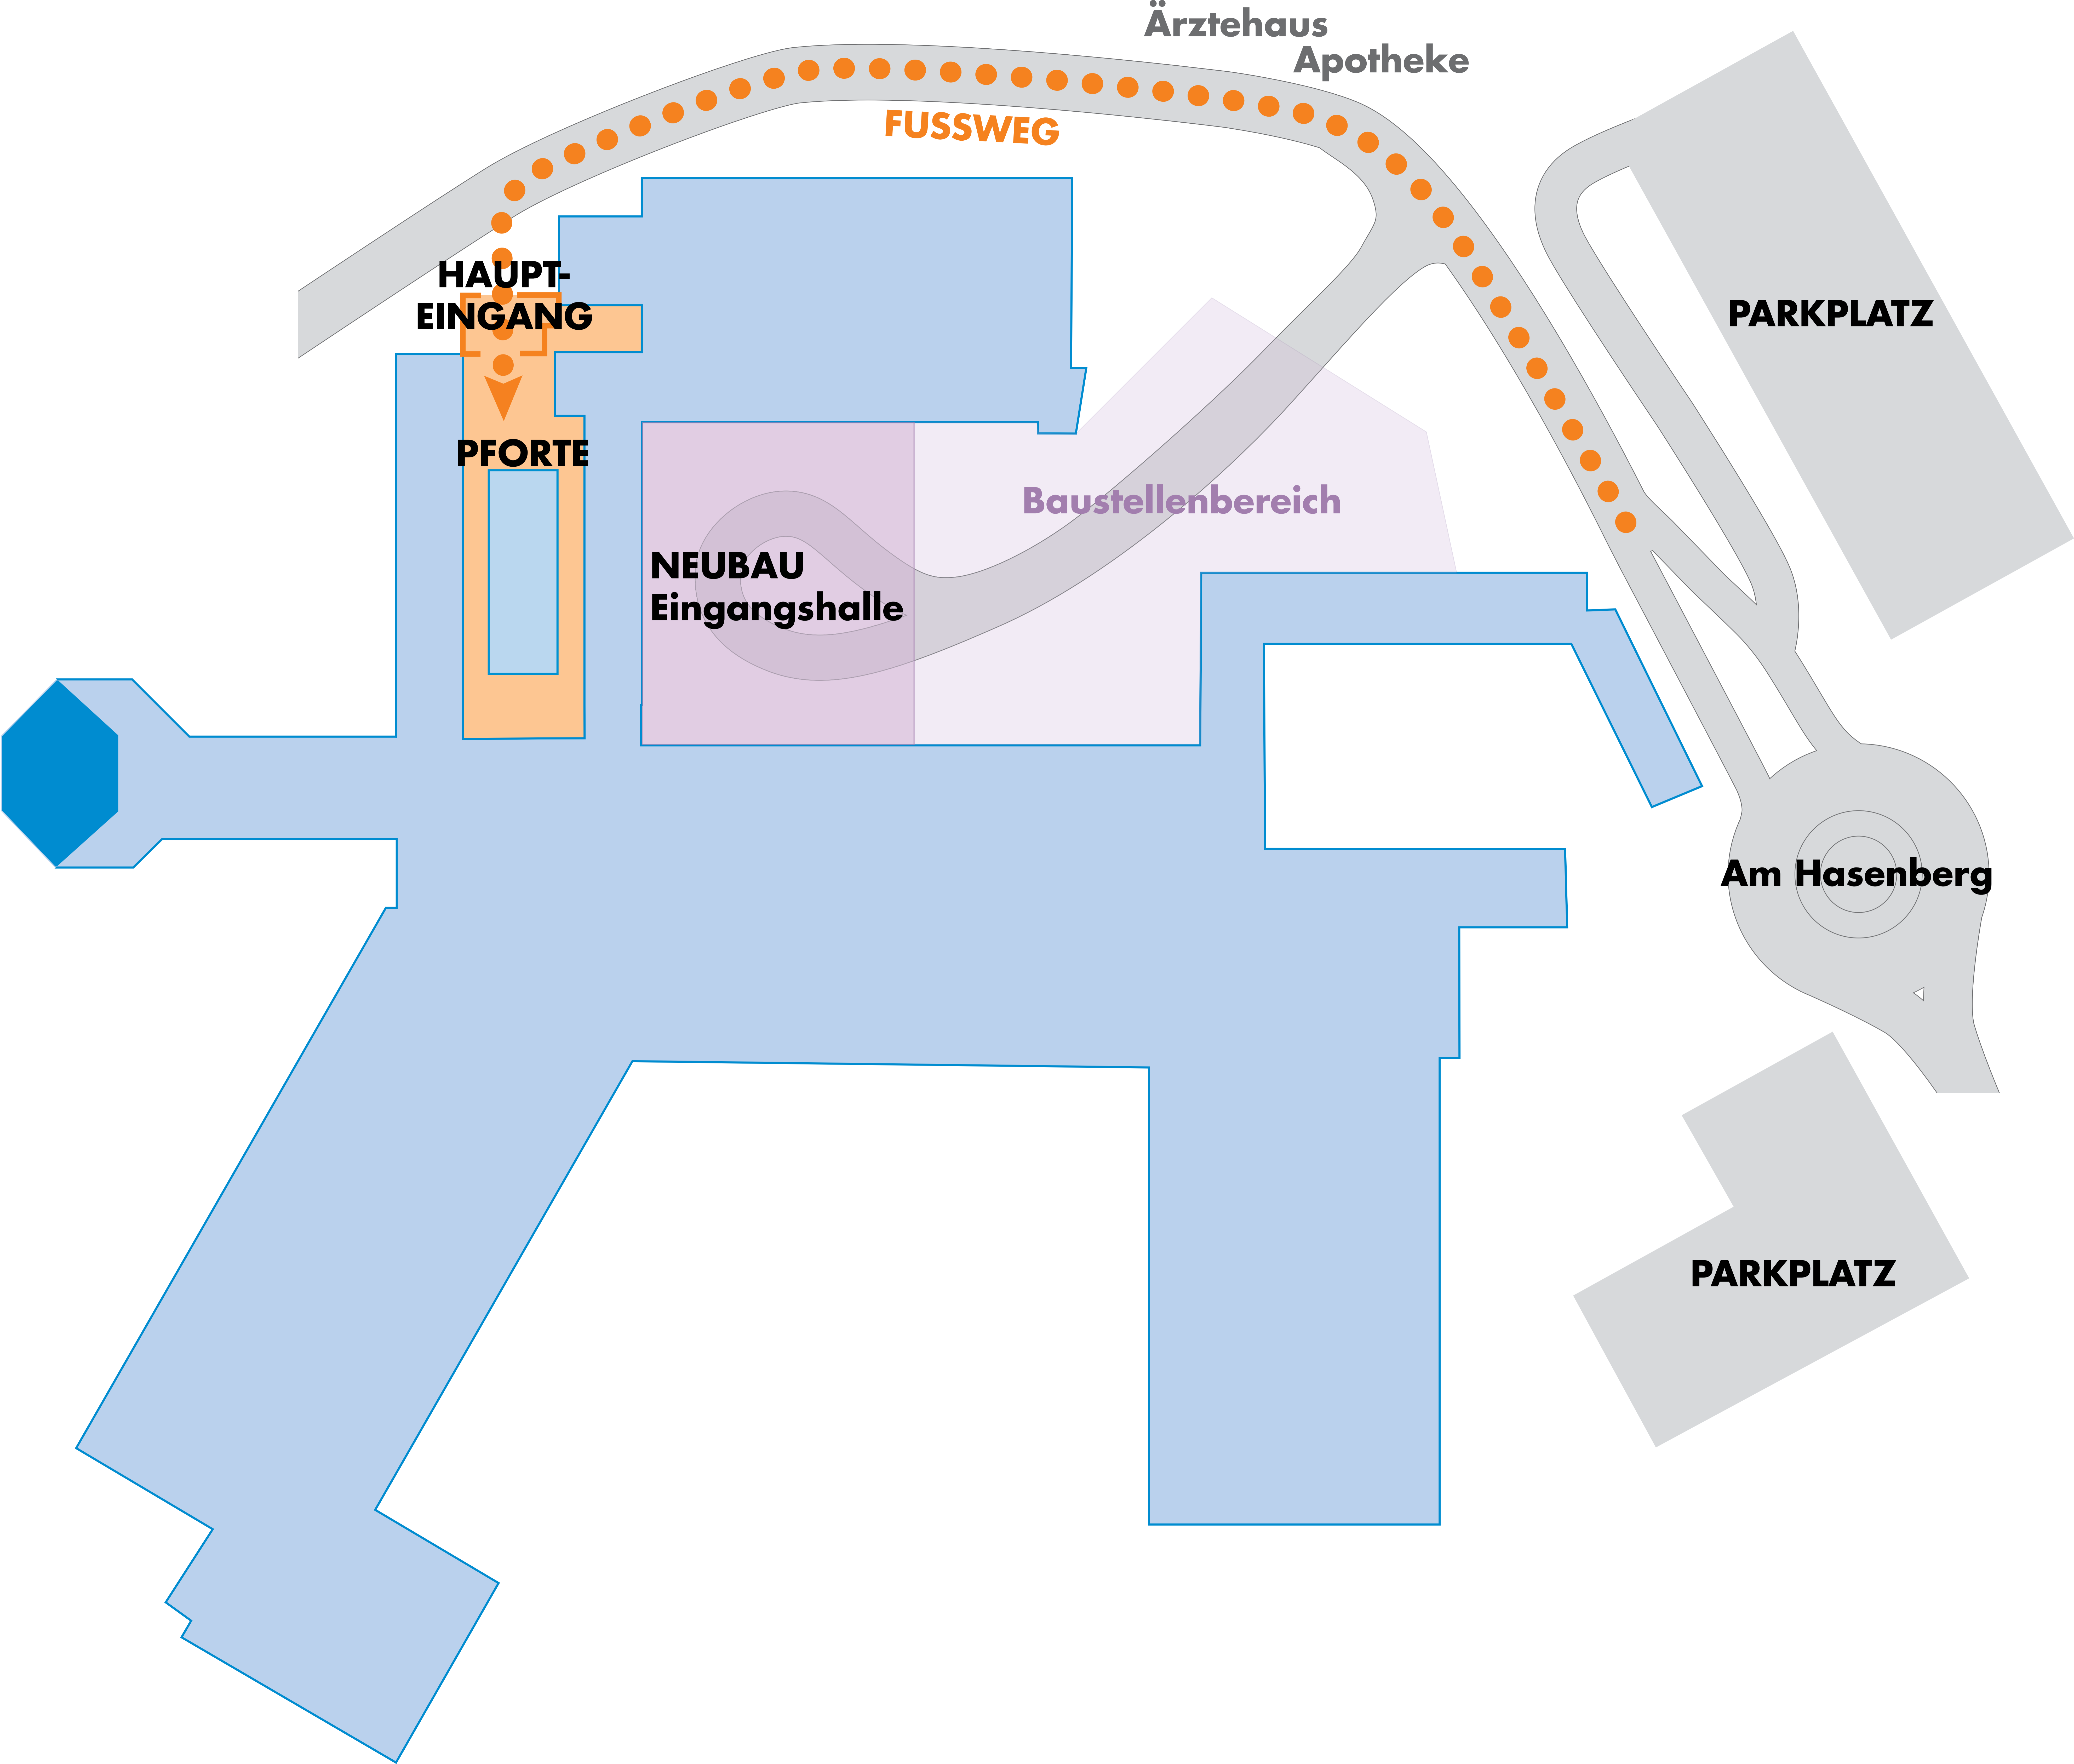 Ärztehaus
Apotheke
FUSSWEG
HAUPT-
EINGANG
PARKPLATZ
PFORTE
Baustellenbereich
NEUBAU
Eingangshalle
Am Hasenberg
PARKPLATZ